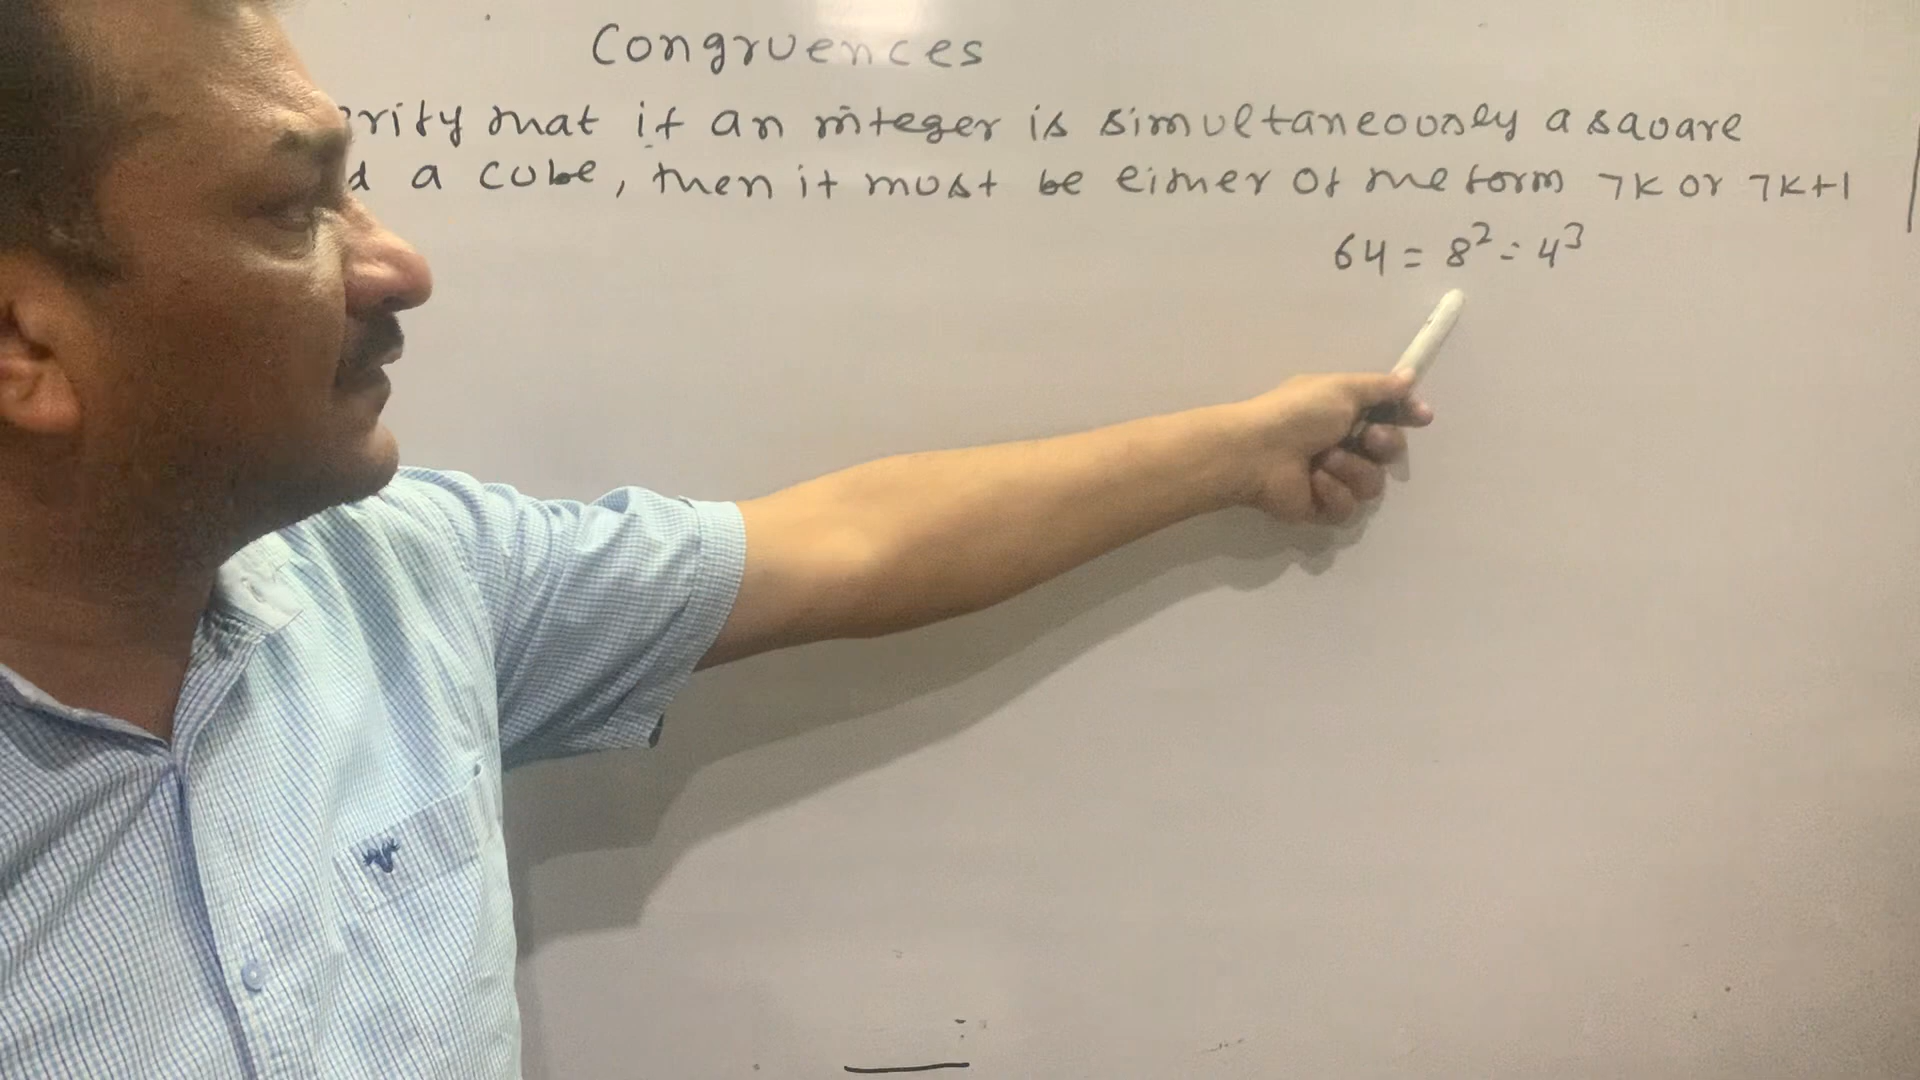 Congruences
erify that if an integer is simultaneously a square
d a cube, then it must be either of the form 7k or 7k+1
64 = 8² = 4³